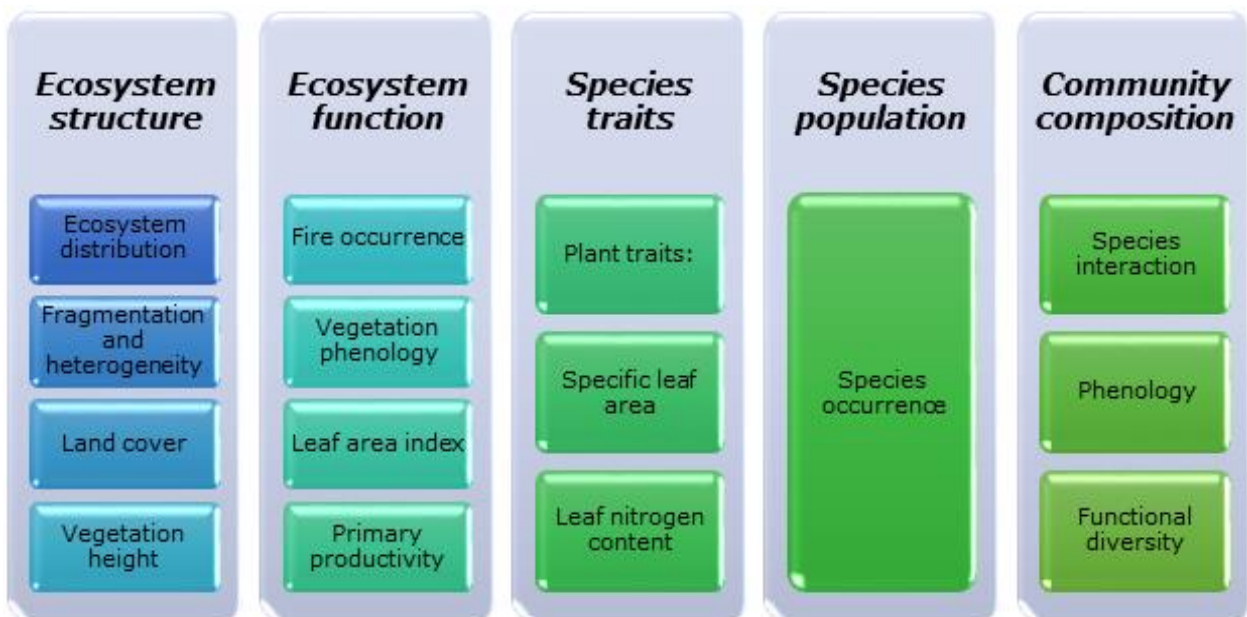 Ecosystem
structure
Ecosystem
distribution
Fragmentation
and
heterogeneity
Land cover
Vegetation
height
Ecosystem
function
Fire occurrence
Vegetation
phenology
Leaf area index
Primary
productivity
Species
traits
Plant traits:
Specific leaf
area
Leaf nitrogen
content
Species
population
Species
occurrence
Community
composition
Species
interaction
Phenology
Functional
diversity